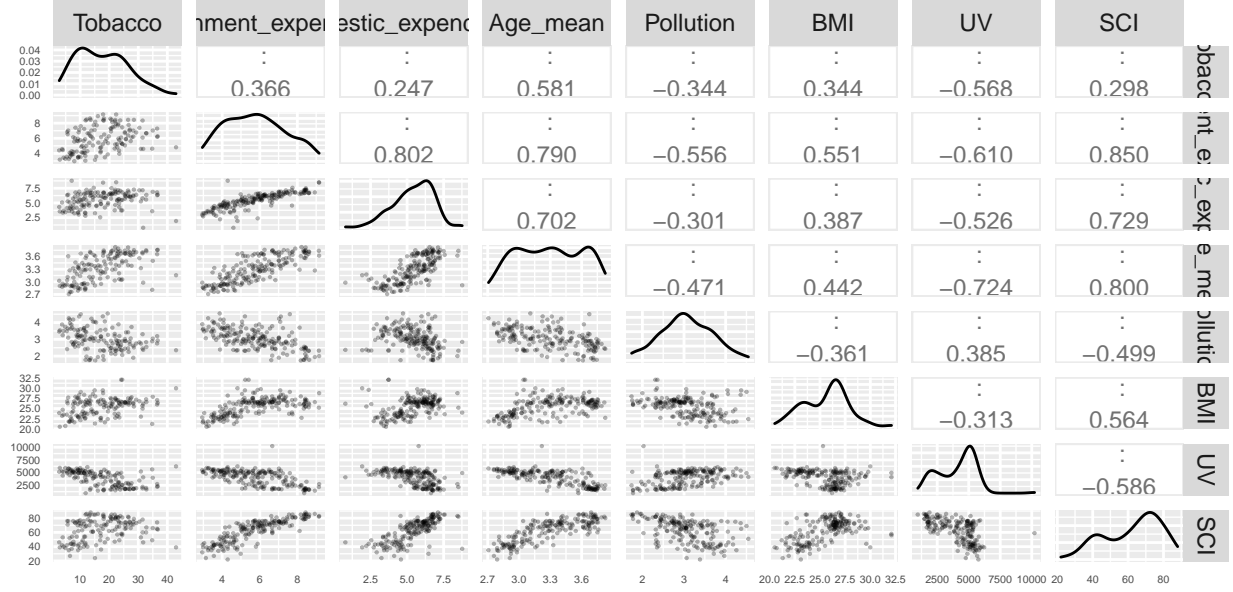 Tobacco nment_exper estic_expend Age_mean Pollution BMI UV SCI
0.04
0.03
0.02
0.01
0.00
: : : : : : :
0.366 0.247 0.581 −0.344 0.344 −0.568 0.298
obacc
8
6
4
: : : : : :
0.802 0.790 −0.556 0.551 −0.610 0.850
nt_ex
7.5
5.0
2.5
: : : : :
0.702 −0.301 0.387 −0.526 0.729
c_expe
3.6
3.3
3.0
2.7
: : : :
−0.471 0.442 −0.724 0.800
e_me
4
3
2
: : :
−0.361 0.385 −0.499
ollutic
32.5
30.0
27.5
25.0
22.5
20.0
: :
−0.313 0.564
BMI
10000
7500
5000
2500
:
−0.586
UV
80
60
40
20
SCI
10 20 30 40 4 6 8 2.5 5.0 7.5 2.7 3.0 3.3 3.6 2 3 4 20.0 22.5 25.0 27.5 30.0 32.5 2500 5000 7500 10000 20 40 60 80